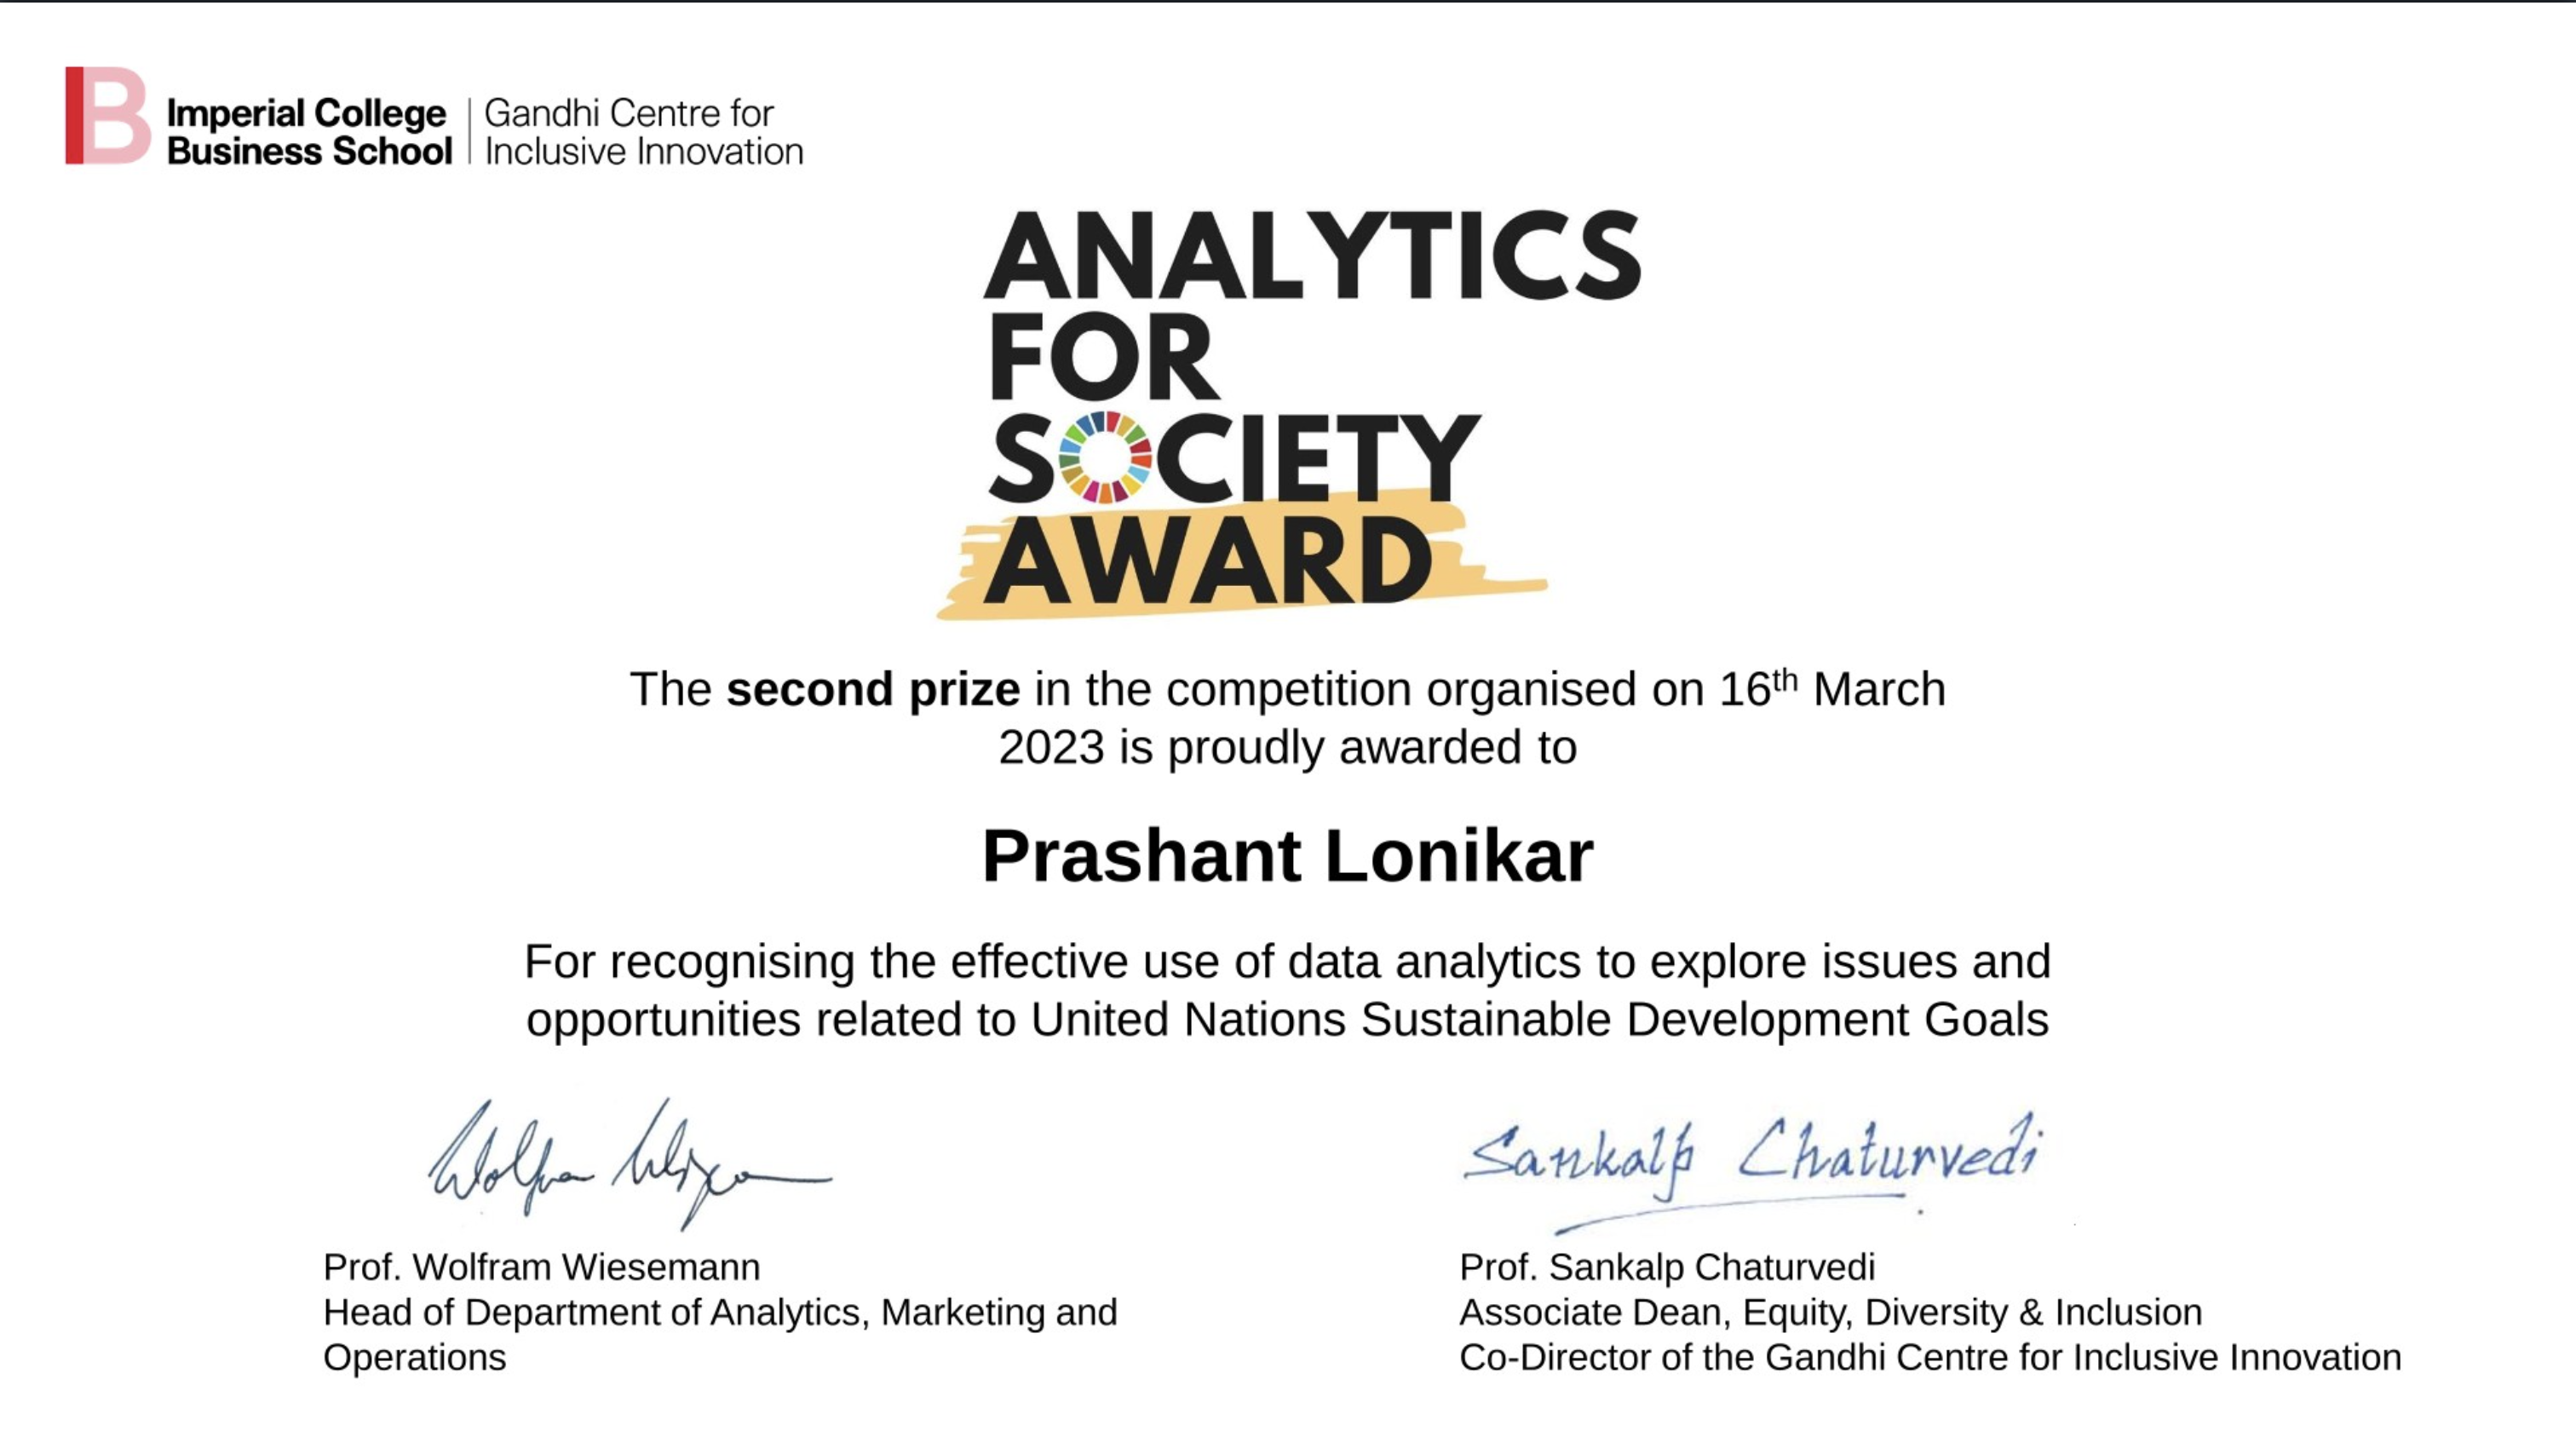 B
Imperial College
Business School
Gandhi Centre for
Inclusive Innovation
ANALYTICS
FOR
SOCIETY
AWARD
The second prize in the competition organised on 16th March
2023 is proudly awarded to
Prashant Lonikar
For recognising the effective use of data analytics to explore issues and
opportunities related to United Nations Sustainable Development Goals
Sankalp Chaturvedi
Prof. Wolfram Wiesemann
Head of Department of Analytics, Marketing and
Operations
Prof. Sankalp Chaturvedi
Associate Dean, Equity, Diversity & Inclusion
Co-Director of the Gandhi Centre for Inclusive Innovation